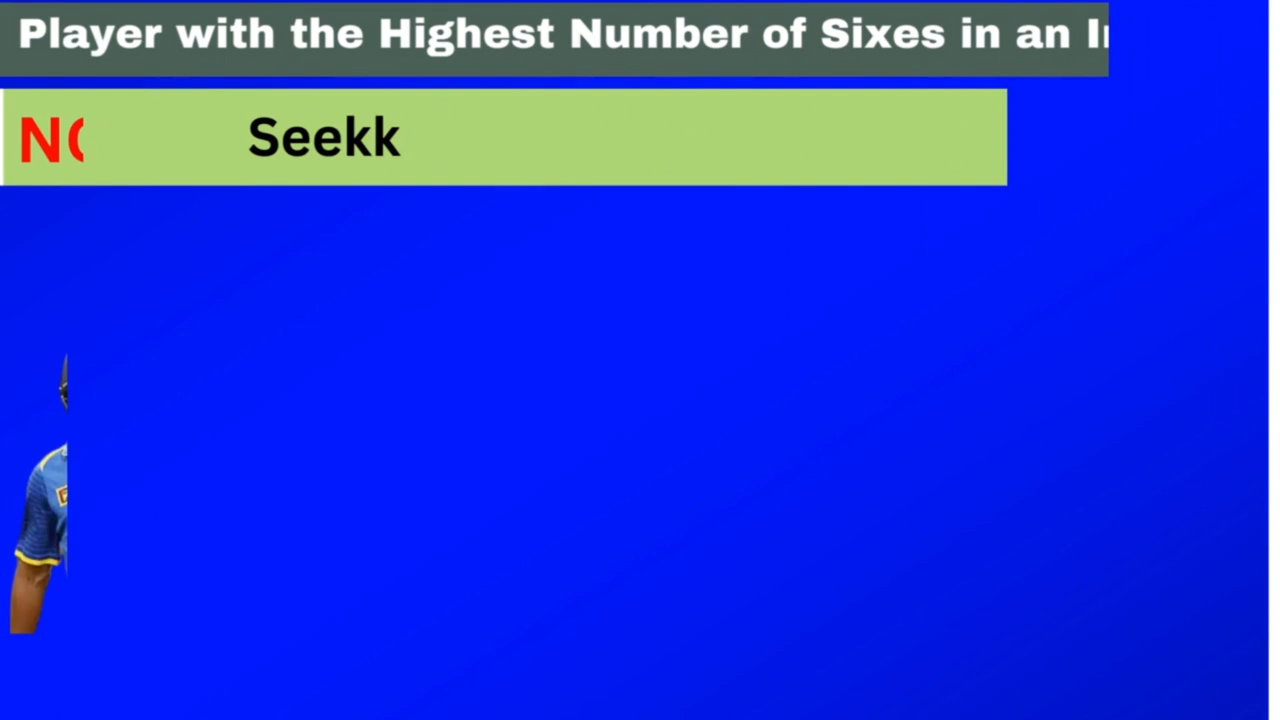 Player with the Highest Number of Sixes in an
Seekk